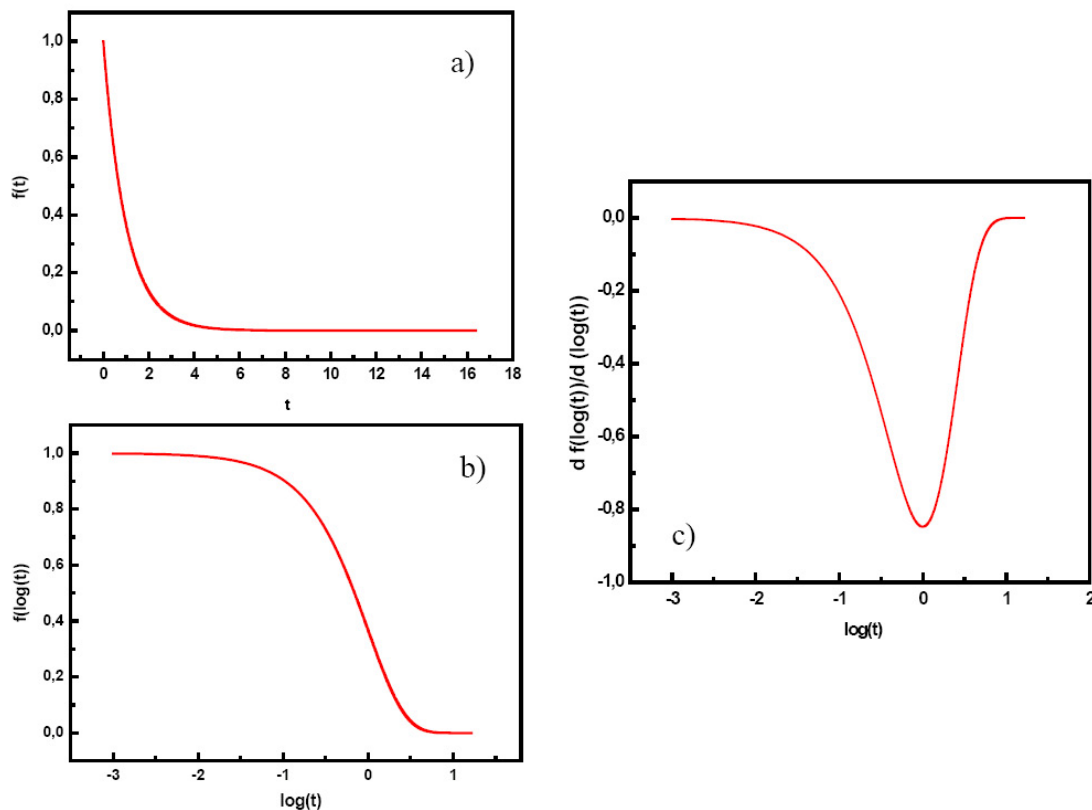 a)
f(t)
1,0
0,8
0,6
0,4
0,2
0,0
0 2 4 6 8 10 12 14 16 18
t
b)
f(log(t))
1,0
0,8
0,6
0,4
0,2
0,0
-3 -2 -1 0 1
log(t)
c)
d f(log(t))/d (log(t))
0,0
-0,2
-0,4
-0,6
-0,8
-1,0
-3 -2 -1 0 1 2
log(t)